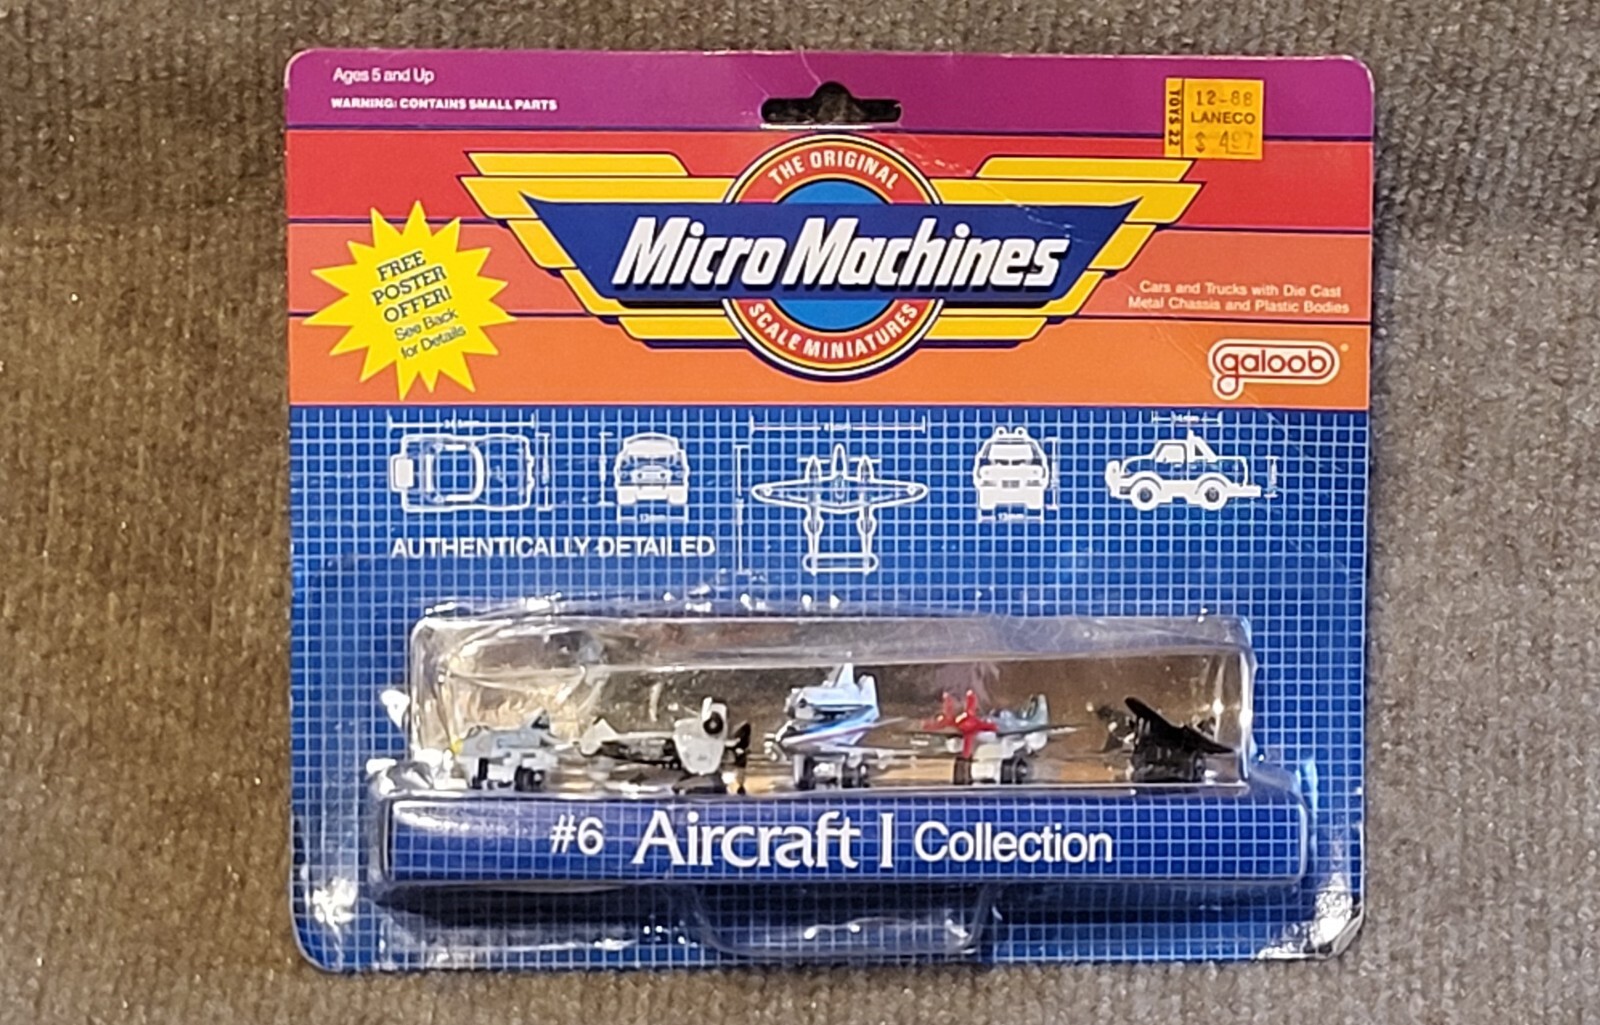 Ages 5 and Up
WARNING: CONTAINS SMALL PARTS
TOYS 22
12-88
LANECO
$ 4.97
THE ORIGINAL
Micro Machines
SCALE MINIATURES
FREE
POSTER
OFFER!
See Back
for Details
Cars and Trucks with Die Cast
Metal Chassis and Plastic Bodies
galoob®
13mm
13mm
AUTHENTICALLY DETAILED
#6 Aircraft I Collection